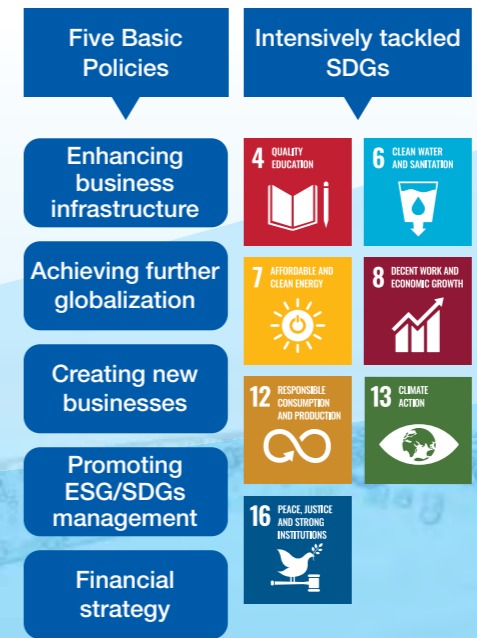 Five Basic
Policies
Intensively tackled
SDGs
Enhancing
business
infrastructure
Achieving further
globalization
Creating new
businesses
Promoting
ESG/SDGs
management
Financial
strategy
4 QUALITY
EDUCATION
6 CLEAN WATER
AND SANITATION
7 AFFORDABLE AND
CLEAN ENERGY
8 DECENT WORK AND
ECONOMIC GROWTH
12 RESPONSIBLE
CONSUMPTION
AND PRODUCTION
13 CLIMATE
ACTION
16 PEACE, JUSTICE
AND STRONG
INSTITUTIONS